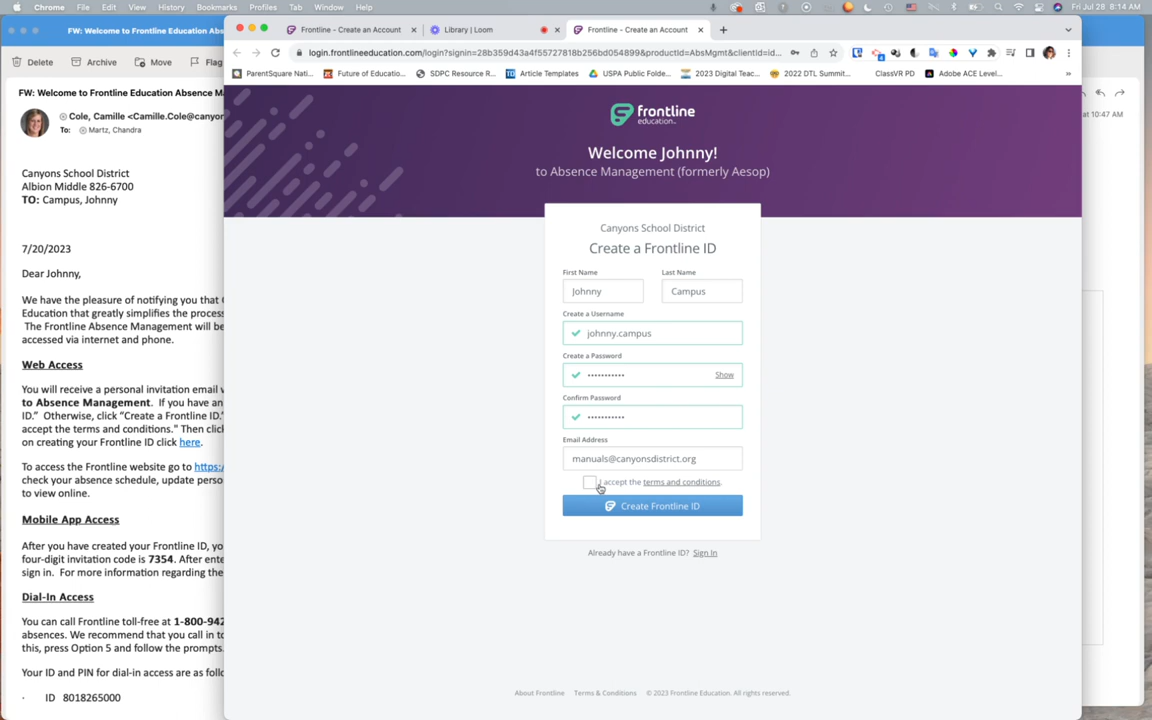 Chrome File Edit View History Bookmarks Profiles Tab Window Help
Fri Jul 28 8:14 AM
FW: Welcome to Frontline Education Abs
Frontline - Create an Account
Library | Loom
Frontline - Create an Account
login.frontlineeducation.com/login?signin=28b359d43a4f55727818b256bd054899&productId=AbsMgmt&clientId=id...
Delete Archive Move Flag
ParentSquare Nati... Future of Educatio... SDPC Resource R... Article Templates USPA Public Folde... 2023 Digital Teac... 2022 DTL Summit... ClassVR PD Adobe ACE Level... »
FW: Welcome to Frontline Education Absence M
Cole, Camille <Camille.Cole@canyon
To: Martz, Chandra
at 10:47 AM
Canyons School District
Albion Middle 826-6700
TO: Campus, Johnny
7/20/2023
Dear Johnny,
We have the pleasure of notifying you that
Education that greatly simplifies the process
The Frontline Absence Management will be
accessed via internet and phone.
Web Access
You will receive a personal invitation email
to Absence Management. If you have an
ID." Otherwise, click "Create a Frontline ID."
accept the terms and conditions." Then click
on creating your Frontline ID click here.
To access the Frontline website go to https:/
check your absence schedule, update perso
to view online.
Mobile App Access
After you have created your Frontline ID, yo
four-digit invitation code is 7354. After ente
sign in. For more information regarding the
Dial-In Access
You can call Frontline toll-free at 1-800-942
absences. We recommend that you call in to
this, press Option 5 and follow the prompts.
Your ID and PIN for dial-in access are as follo
· ID 8018265000
frontline
education™
Welcome Johnny!
to Absence Management (formerly Aesop)
Canyons School District
Create a Frontline ID
First Name Last Name
Johnny Campus
Create a Username
johnny.campus
Create a Password
••••••••••• Show
Confirm Password
•••••••••••
Email Address
manuals@canyonsdistrict.org
I accept the terms and conditions.
Create Frontline ID
Already have a Frontline ID? Sign In
About Frontline Terms & Conditions © 2023 Frontline Education. All rights reserved.